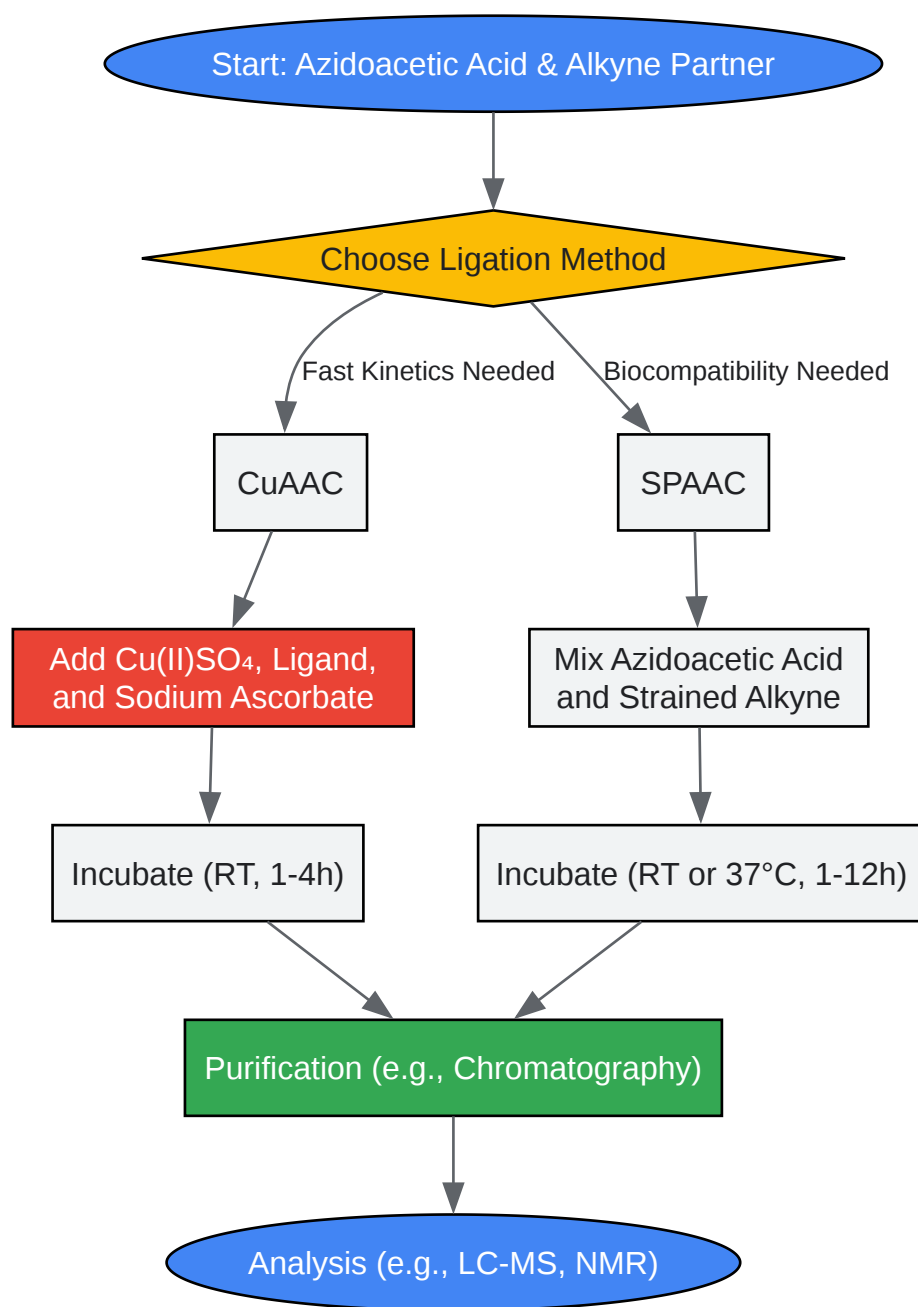 Start: Azidoacetic Acid & Alkyne Partner
Choose Ligation Method
Fast Kinetics Needed
Biocompatibility Needed
CuAAC
SPAAC
Add Cu(II)SO₄, Ligand,
and Sodium Ascorbate
Mix Azidoacetic Acid
and Strained Alkyne
Incubate (RT, 1-4h)
Incubate (RT or 37°C, 1-12h)
Purification (e.g., Chromatography)
Analysis (e.g., LC-MS, NMR)